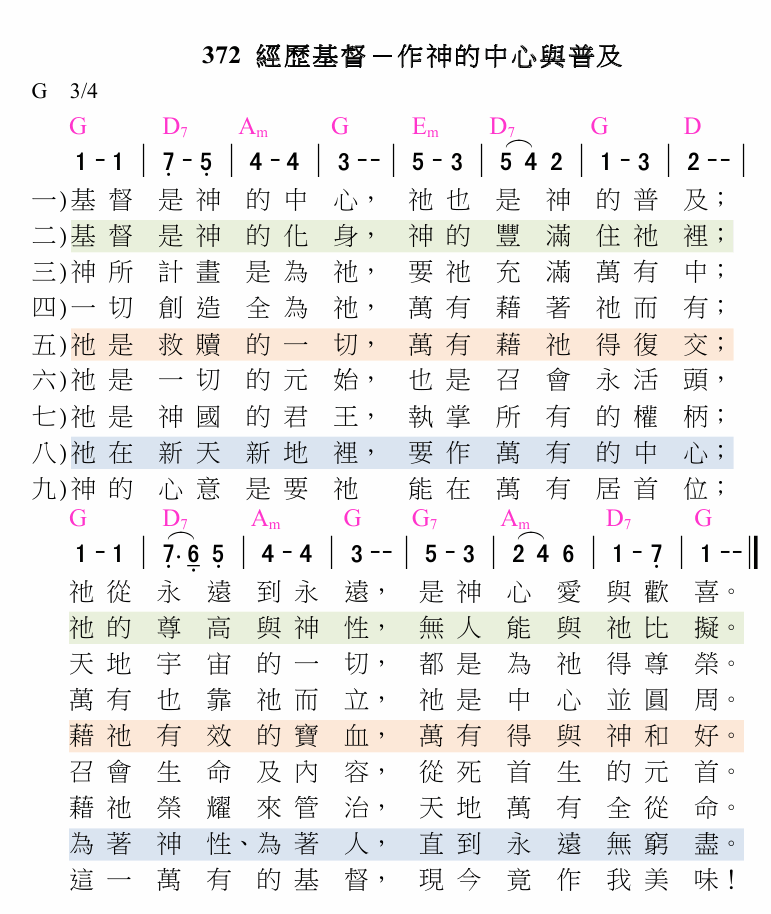 372 經歷基督－作神的中心與普及
G 3/4
G D7 Am G Em D7 G D
1 - 1 | 7 - 5 | 4 - 4 | 3 - - | 5 - 3 | 5 4 2 | 1 - 3 | 2 - - |
一)基督是神的中心，祂也是神的普及；
二)基督是神的化身，神的豐滿住祂裡；
三)神所計畫是為祂，要祂充滿萬有中；
四)一切創造全為祂，萬有藉著祂而有；
五)祂是救贖的一切，萬有藉祂得復交；
六)祂是一切的元始，也是召會永活頭，
七)祂是神國的君王，執掌所有的權柄；
八)祂在新天新地裡，要作萬有的中心；
九)神的心意是要祂 能在萬有居首位；
G D7 Am G G7 Am D7 G
1 - 1 | 7· 6 5 | 4 - 4 | 3 - - | 5 - 3 | 2 4 6 | 1 - 7 | 1 - - ‖
祂從永遠到永遠，是神心愛與歡喜。
祂的尊高與神性，無人能與祂比擬。
天地宇宙的一切，都是為祂得尊榮。
萬有也靠祂而立，祂是中心並圓周。
藉祂有效的寶血，萬有得與神和好。
召會生命及內容，從死首生的元首。
藉祂榮耀來管治，天地萬有全從命。
為著神性、為著人，直到永遠無窮盡。
這一萬有的基督，現今竟作我美味！